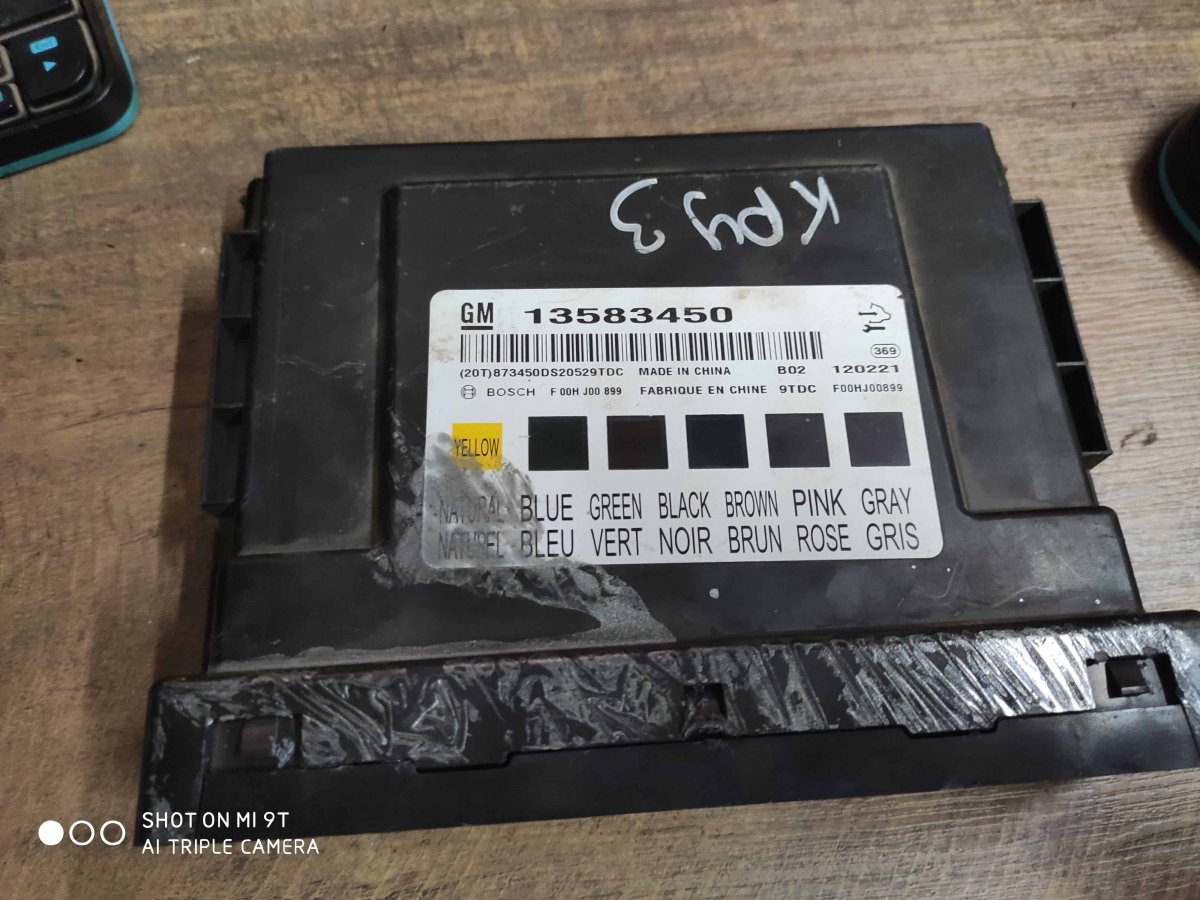 Круз
GM 13583450
369
(20T)873450DS20529TDC MADE IN CHINA B02 120221
BOSCH F 00H J00 899 FABRIQUE EN CHINE 9TDC F00HJ00899
YELLOW
NATURAL BLUE GREEN BLACK BROWN PINK GRAY
NATUREL BLEU VERT NOIR BRUN ROSE GRIS
SHOT ON MI 9T
AI TRIPLE CAMERA